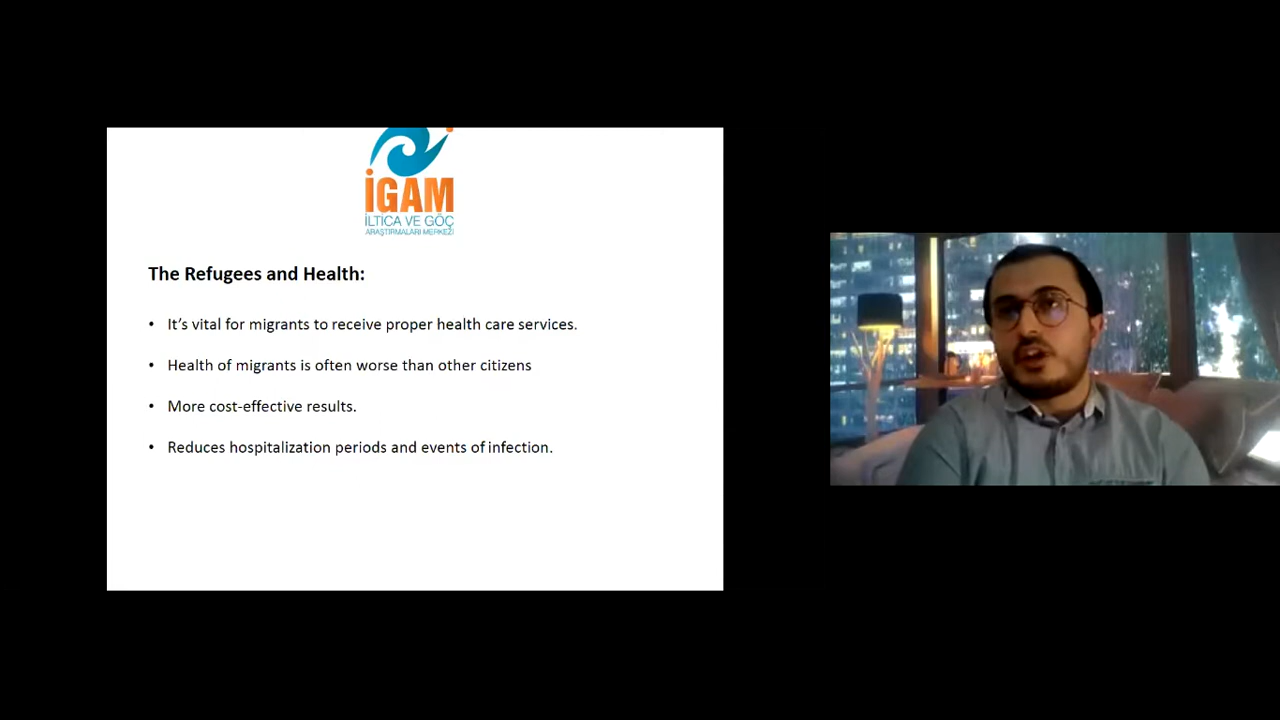 İGAM
İLTİCA VE GÖÇ
ARAŞTIRMALARI MERKEZİ
The Refugees and Health:
• It's vital for migrants to receive proper health care services.
• Health of migrants is often worse than other citizens
• More cost-effective results.
• Reduces hospitalization periods and events of infection.